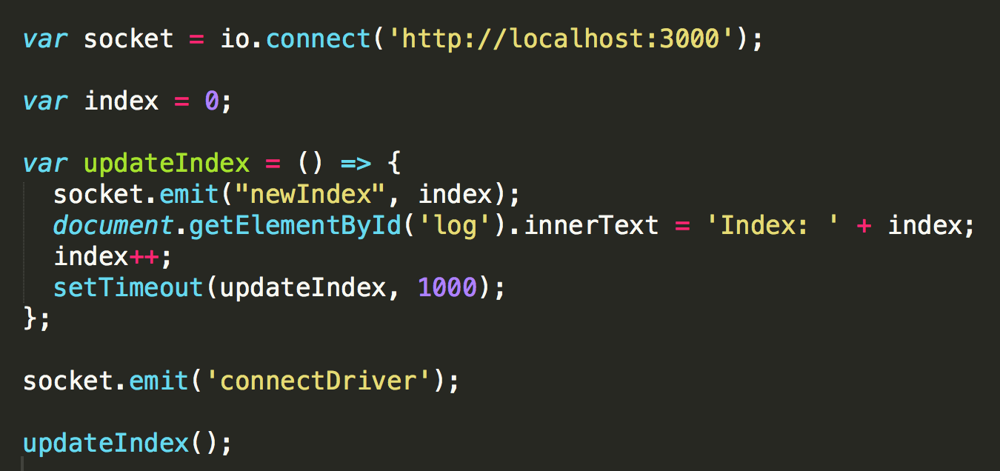 var socket = io.connect('http://localhost:3000');
var index = 0;
var updateIndex = () => {
  socket.emit("newIndex", index);
  document.getElementById('log').innerText = 'Index: ' + index;
  index++;
  setTimeout(updateIndex, 1000);
};
socket.emit('connectDriver');
updateIndex();